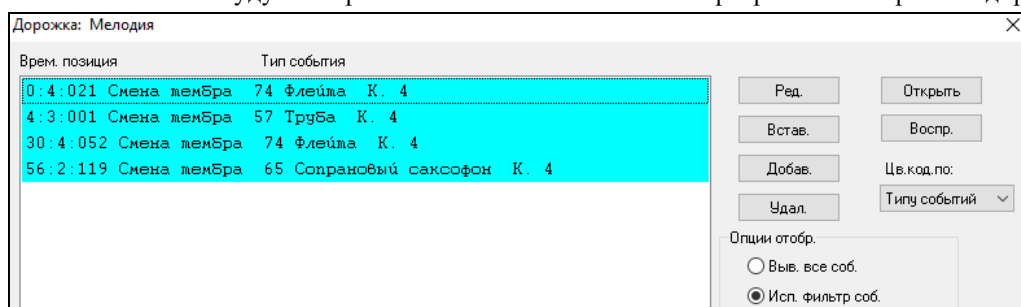 Дорожка: Мелодия
Врем. позиция Тип события
0:4:021 Смена тембра 74 Флейта К. 4
4:3:001 Смена тембра 57 Труба К. 4
30:4:052 Смена тембра 74 Флейта К. 4
56:2:119 Смена тембра 65 Сопрановый саксофон К. 4
Ред. Открыть
Встав. Воспр.
Добав. Цв.код.по:
Удал. Типу событий
Опции отобр.
Выв. все соб.
Исп. фильтр соб.